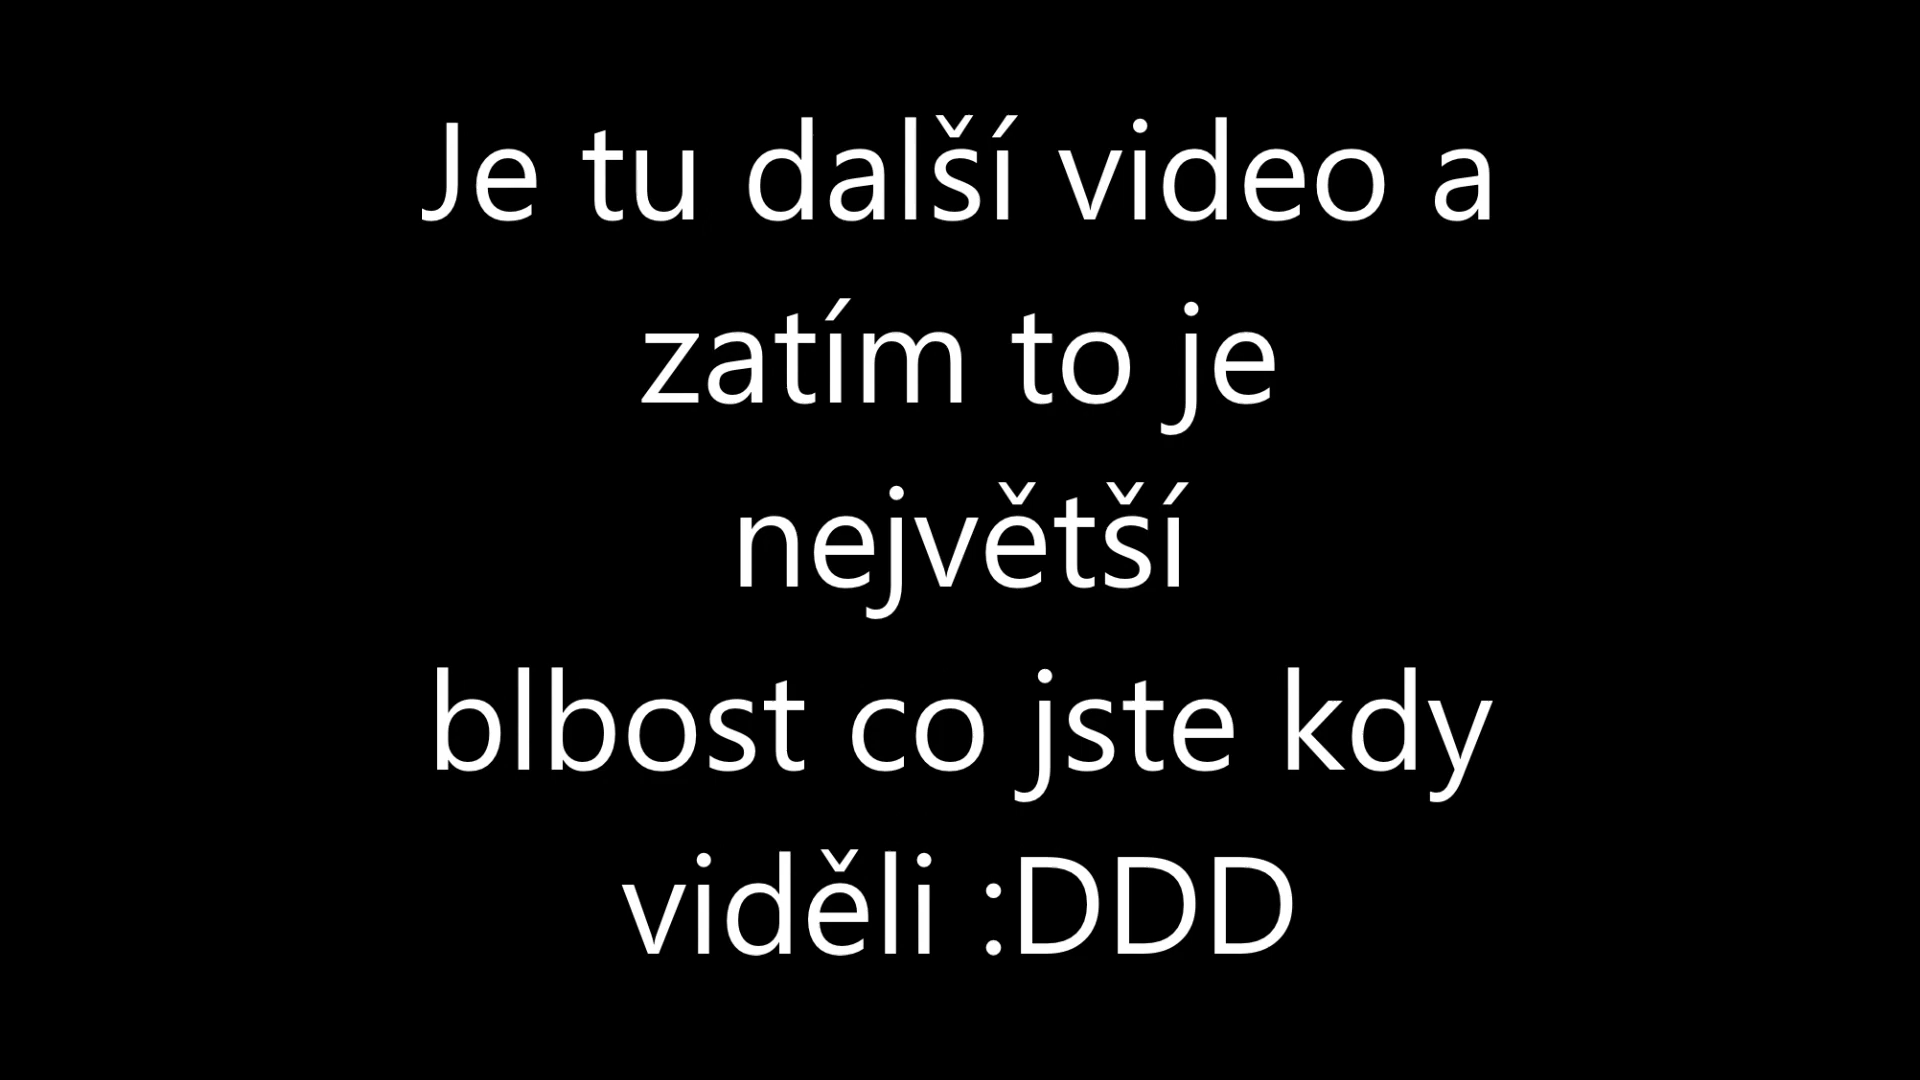 Je tu další video a
zatím to je
největší
blbost co jste kdy
viděli :DDD